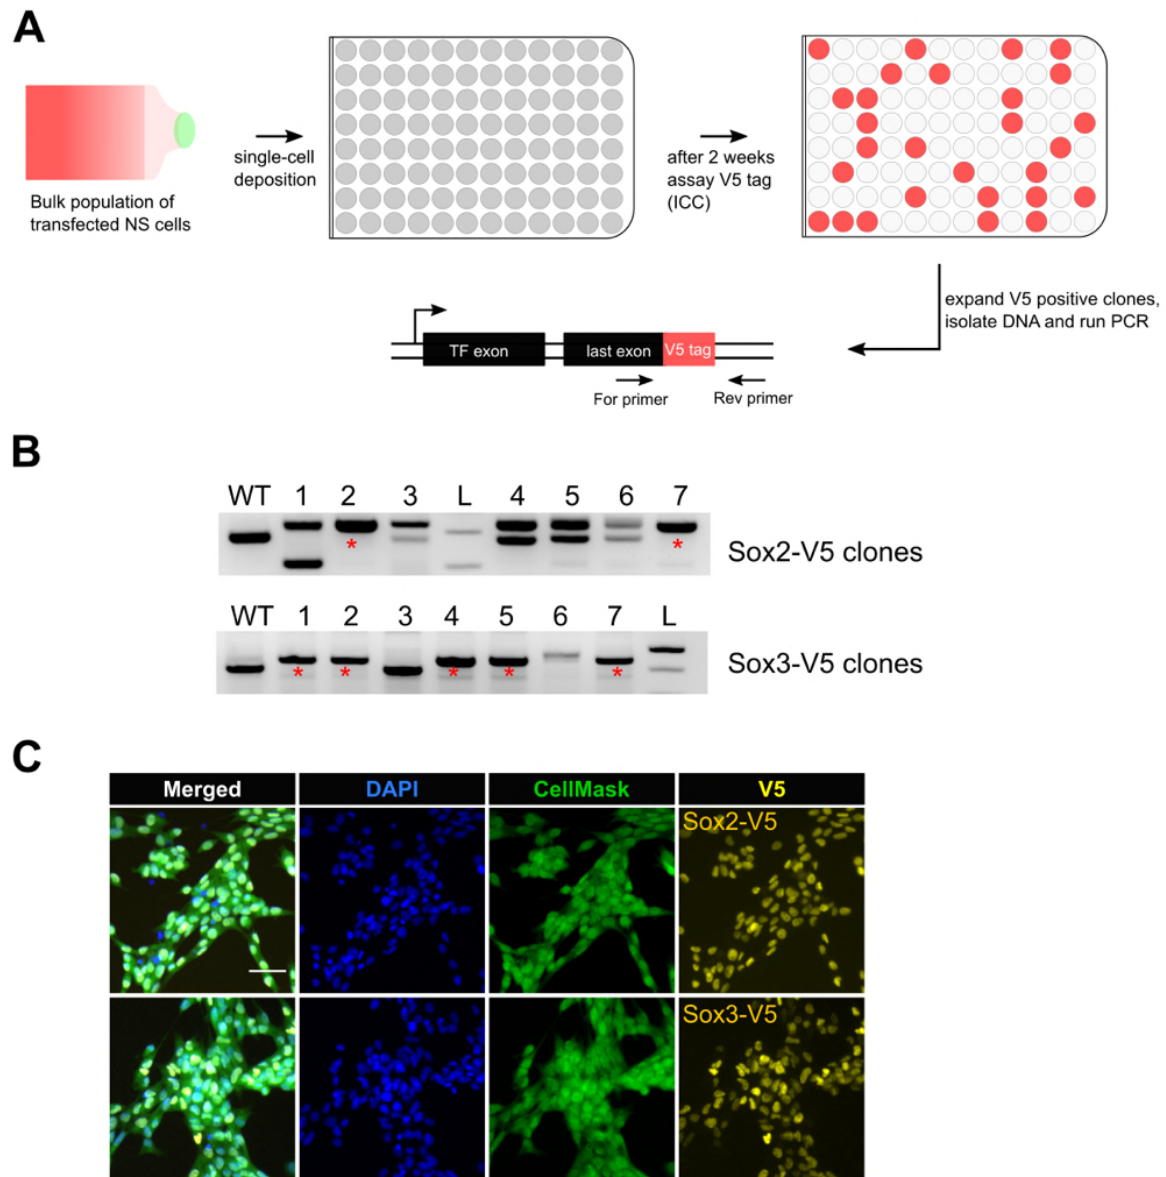 A
Bulk population of
transfected NS cells
single-cell
deposition
after 2 weeks
assay V5 tag
(ICC)
expand V5 positive clones,
isolate DNA and run PCR
TF exon
last exon
V5 tag
For primer
Rev primer
B
WT 1 2 3 L 4 5 6 7
* *
Sox2-V5 clones
WT 1 2 3 4 5 6 7 L
* * * * *
Sox3-V5 clones
C
Merged DAPI CellMask V5
Sox2-V5
Sox3-V5